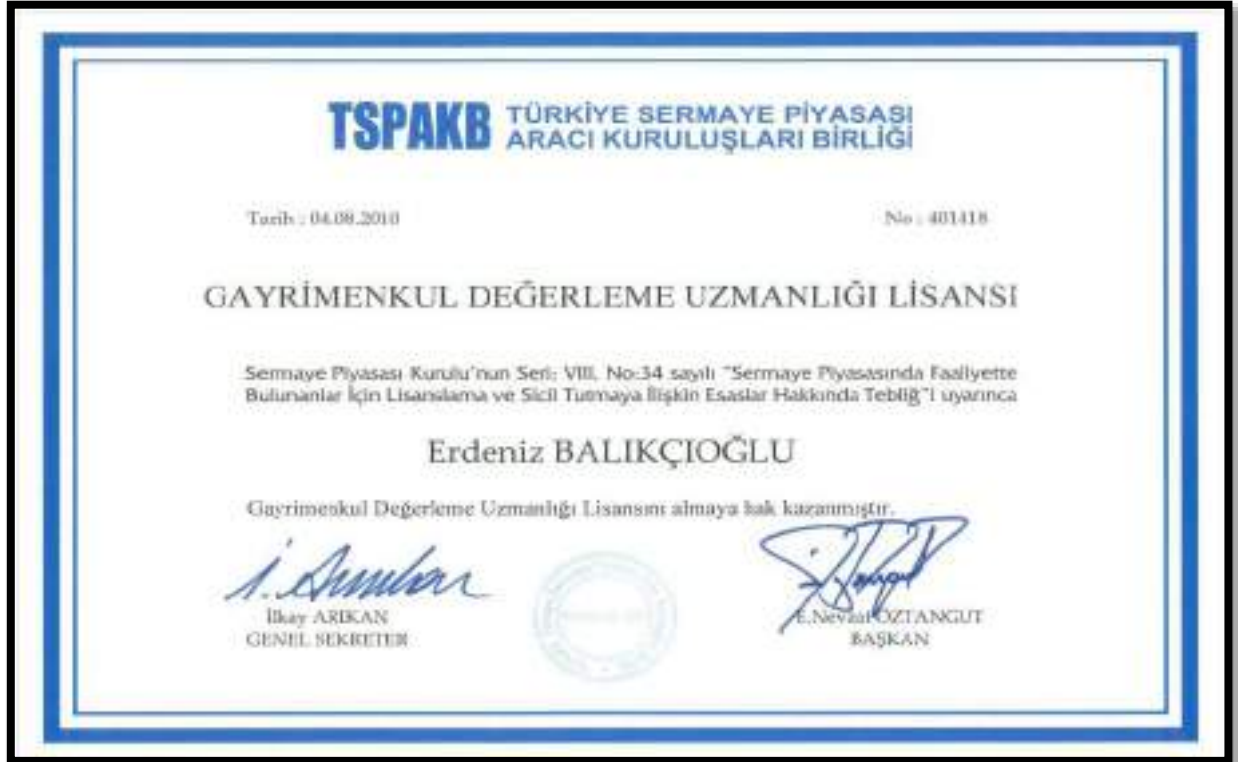 TSPAKB TÜRKİYE SERMAYE PİYASASI
ARACI KURULUŞLARI BİRLİĞİ
Tarih : 04.08.2010
No : 401418
GAYRİMENKUL DEĞERLEME UZMANLIĞI LİSANSI
Sermaye Piyasası Kurulu'nun Seri: VIII, No:34 sayılı "Sermaye Piyasasında Faaliyette
Bulunanlar İçin Lisanslama ve Sicil Tutmaya İlişkin Esaslar Hakkında Tebliğ"i uyarınca
Erdeniz BALIKÇIOĞLU
Gayrimenkul Değerleme Uzmanlığı Lisansını almaya hak kazanmıştır.
İlkay ARIKAN
GENEL SEKRETER
E.Nevzat ÖZTANGUT
BAŞKAN